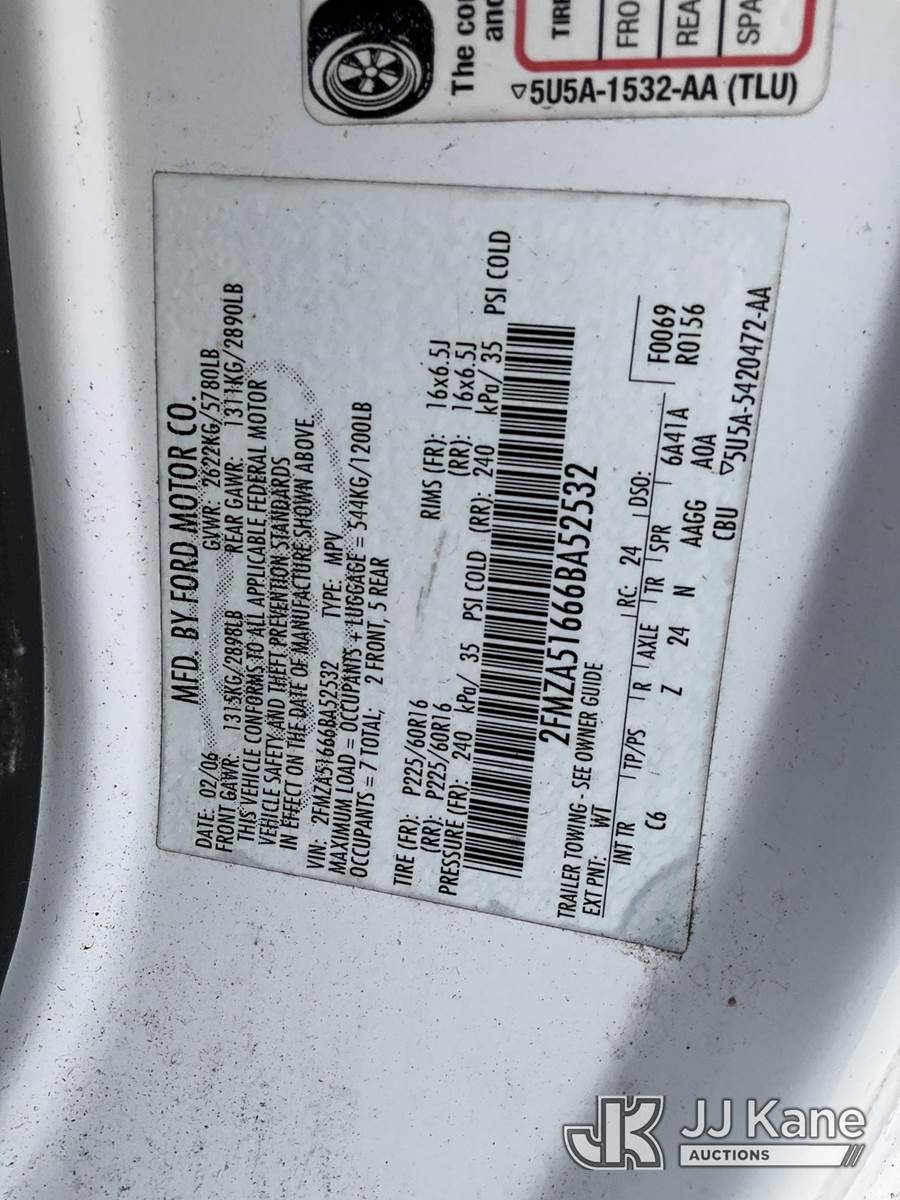 The co
and
TIRE
FRO
REA
SPA
5U5A-1532-AA (TLU)
MFD. BY FORD MOTOR CO.
DATE: 02/06 GVWR: 2622KG/5780LB
FRONT GAWR: 1315KG/2898LB REAR GAWR: 1311KG/2890LB
THIS VEHICLE CONFORMS TO ALL APPLICABLE FEDERAL MOTOR
VEHICLE SAFETY AND THEFT PREVENTION STANDARDS
IN EFFECT ON THE DATE OF MANUFACTURE SHOWN ABOVE.
VIN: 2FMZA51666BA52532 TYPE: MPV
MAXIMUM LOAD = OCCUPANTS + LUGGAGE = 544KG/1200LB
OCCUPANTS = 7 TOTAL; 2 FRONT, 5 REAR
TIRE (FR): P225/60R16 RIMS (FR): 16x6.5J
(RR): P225/60R16 (RR): 16x6.5J
PRESSURE (FR): 240 kPa/ 35 PSI COLD (RR): 240 kPa/ 35 PSI COLD
2FMZA51666BA52532
TRAILER TOWING - SEE OWNER GUIDE
EXT PNT: WT RC: 24 DSO: F0069
INT TR TP/PS R AXLE TR SPR 6A41A R0156
C6 Z 24 N AAGG A0A
CBU
5U5A-5420472-AA
JK JJ Kane
AUCTIONS